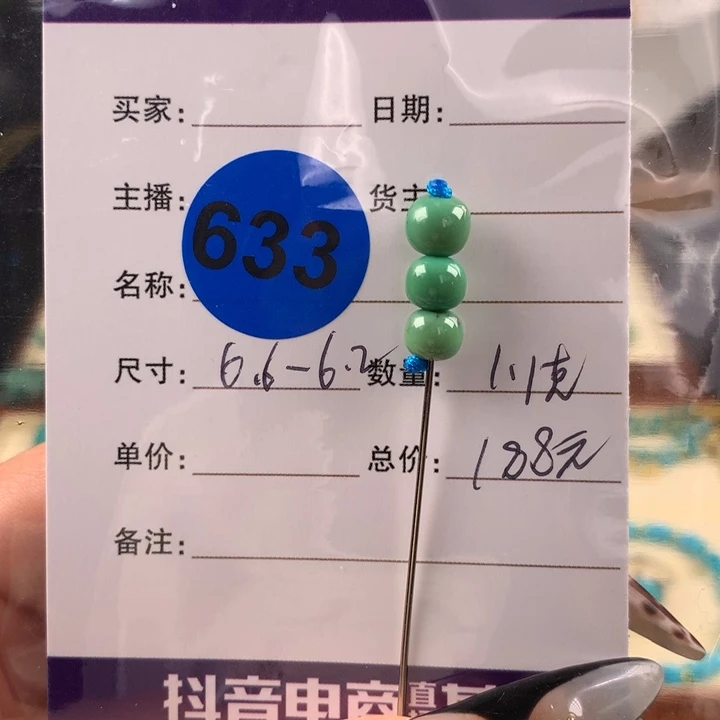 买家: 日期:
主播: 货主
633
名称:
尺寸: 6.6-6.2 数量: 1.1克
单价: 总价: 188元
备注:
抖音电商